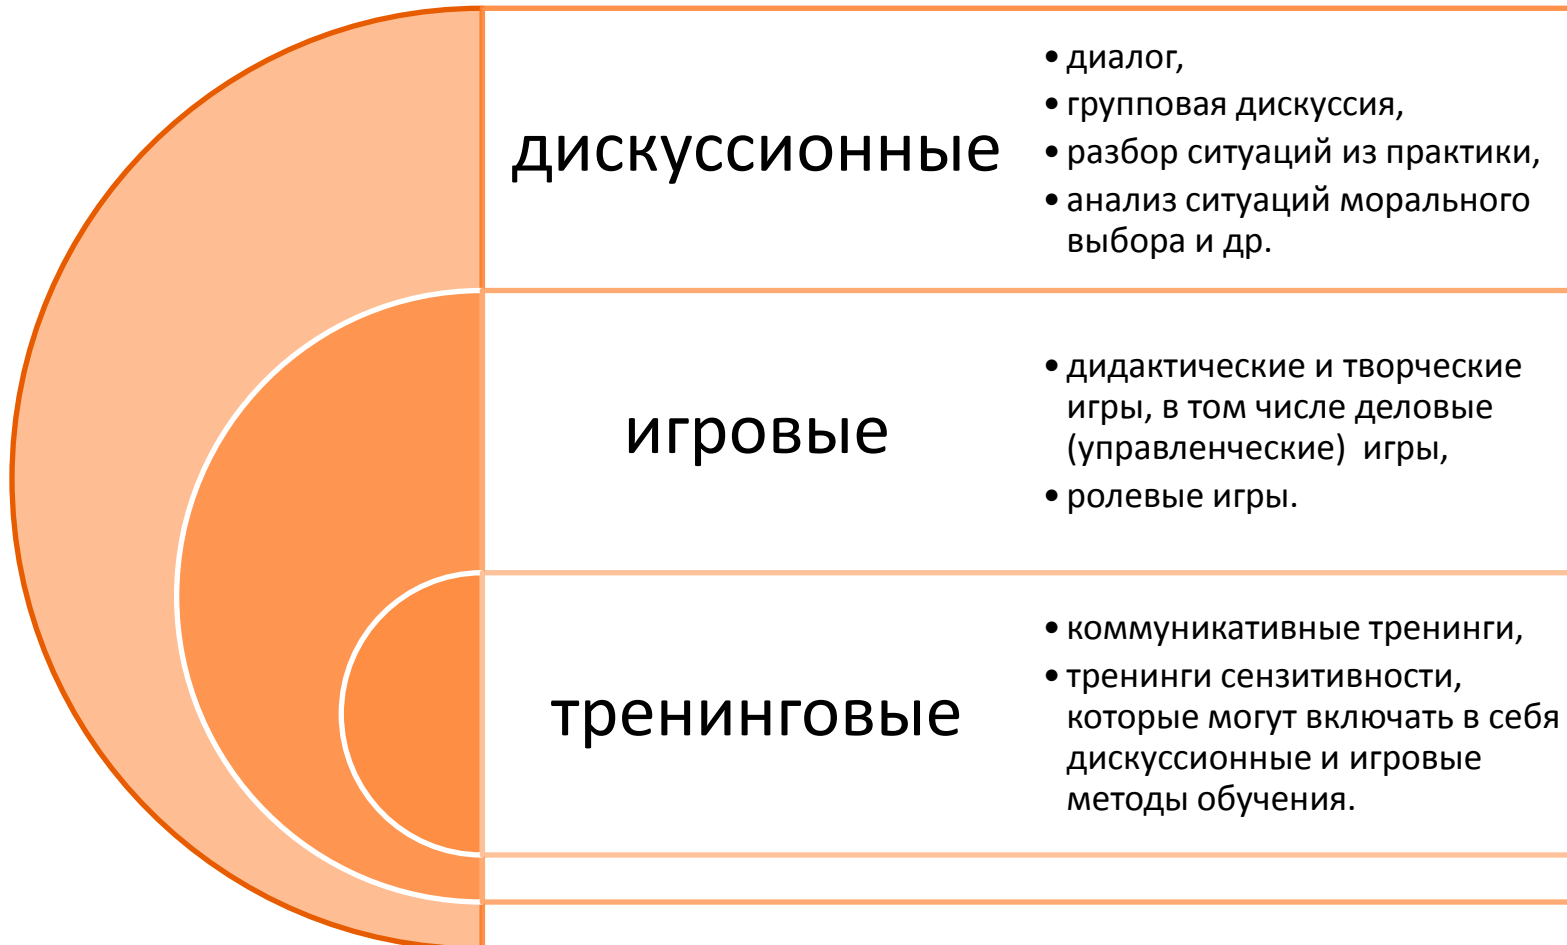 дискуссионные
• диалог,
• групповая дискуссия,
• разбор ситуаций из практики,
• анализ ситуаций морального
выбора и др.
игровые
• дидактические и творческие
игры, в том числе деловые
(управленческие)  игры,
• ролевые игры.
тренинговые
• коммуникативные тренинги,
• тренинги сензитивности,
которые могут включать в себя
дискуссионные и игровые
методы обучения.